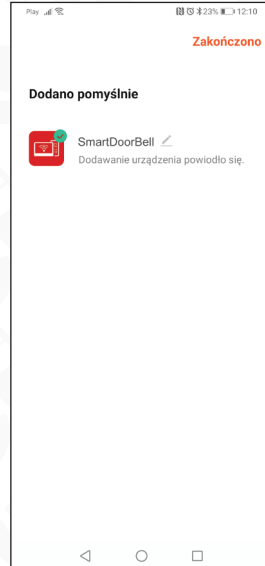 Play 23% 12:10
Zakończono
Dodano pomyślnie
SmartDoorBell
Dodawanie urządzenia powiodło się.